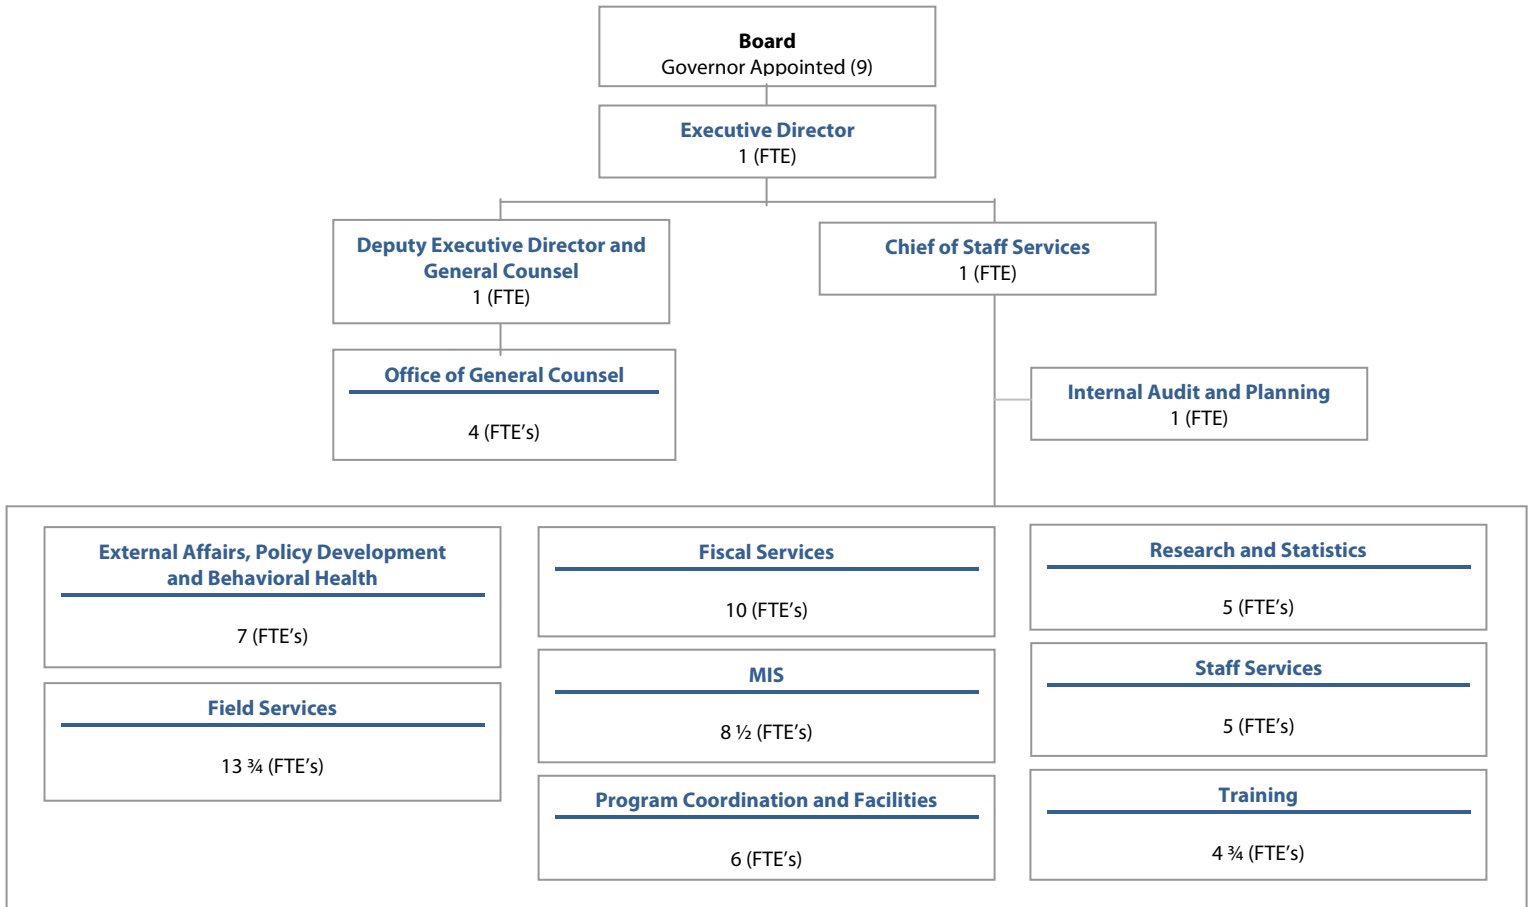 Board
Governor Appointed (9)
Executive Director
1 (FTE)
Deputy Executive Director and
General Counsel
1 (FTE)
Chief of Staff Services
1 (FTE)
Office of General Counsel
4 (FTE’s)
Internal Audit and Planning
1 (FTE)
External Affairs, Policy Development
and Behavioral Health
7 (FTE’s)
Field Services
13 ¾ (FTE’s)
Fiscal Services
10 (FTE’s)
MIS
8 ½ (FTE’s)
Program Coordination and Facilities
6 (FTE’s)
Research and Statistics
5 (FTE’s)
Staff Services
5 (FTE’s)
Training
4 ¾ (FTE’s)